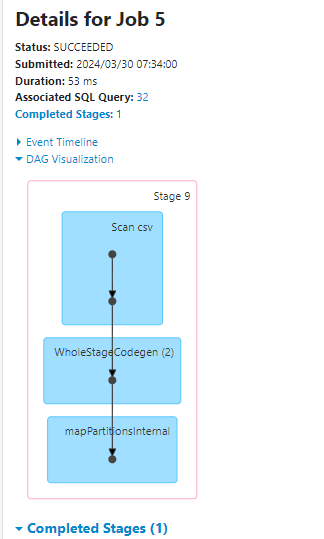 Details for Job 5
Status: SUCCEEDED
Submitted: 2024/03/30 07:34:00
Duration: 53 ms
Associated SQL Query: 32
Completed Stages: 1
Event Timeline
DAG Visualization
Stage 9
Scan csv
WholeStageCodegen (2)
mapPartitionsInternal
Completed Stages (1)